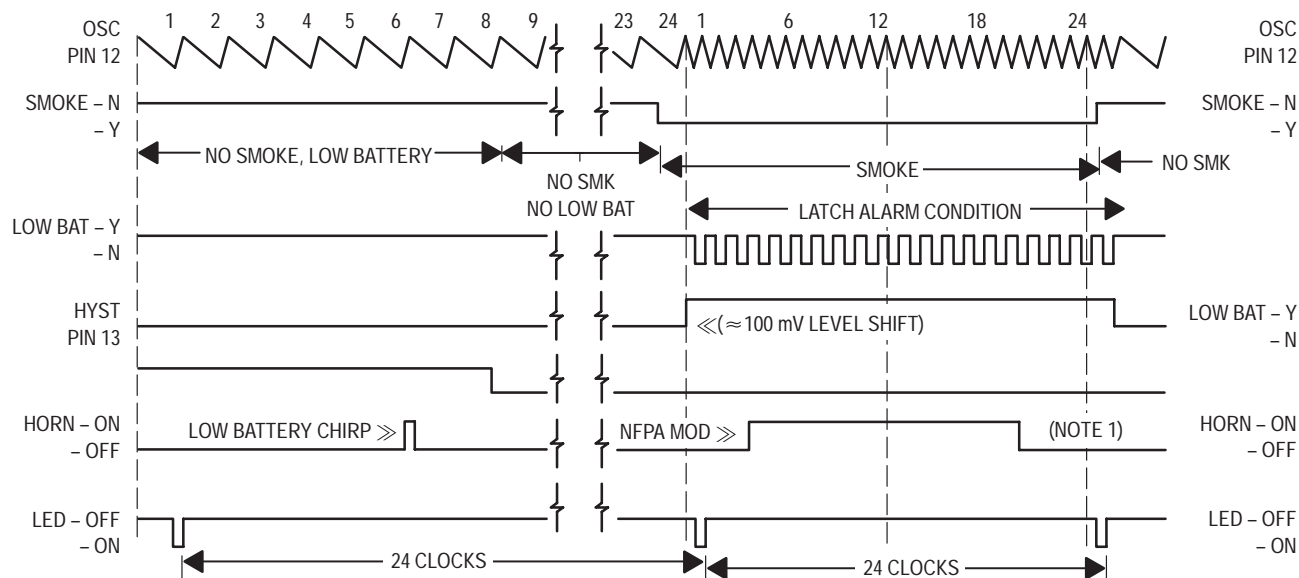 1 2 3 4 5 6 7 8 9 23 24 1 6 12 18 24
OSC
PIN 12
OSC
PIN 12
SMOKE – N
– Y
SMOKE – N
– Y
NO SMOKE, LOW BATTERY
NO SMK
NO LOW BAT
SMOKE
NO SMK
LATCH ALARM CONDITION
LOW BAT – Y
– N
HYST
PIN 13
≪(≈100 mV LEVEL SHIFT)
LOW BAT – Y
– N
HORN – ON
– OFF
LOW BATTERY CHIRP ≫
NFPA MOD ≫
(NOTE 1)
HORN – ON
– OFF
LED – OFF
– ON
24 CLOCKS
24 CLOCKS
LED – OFF
– ON